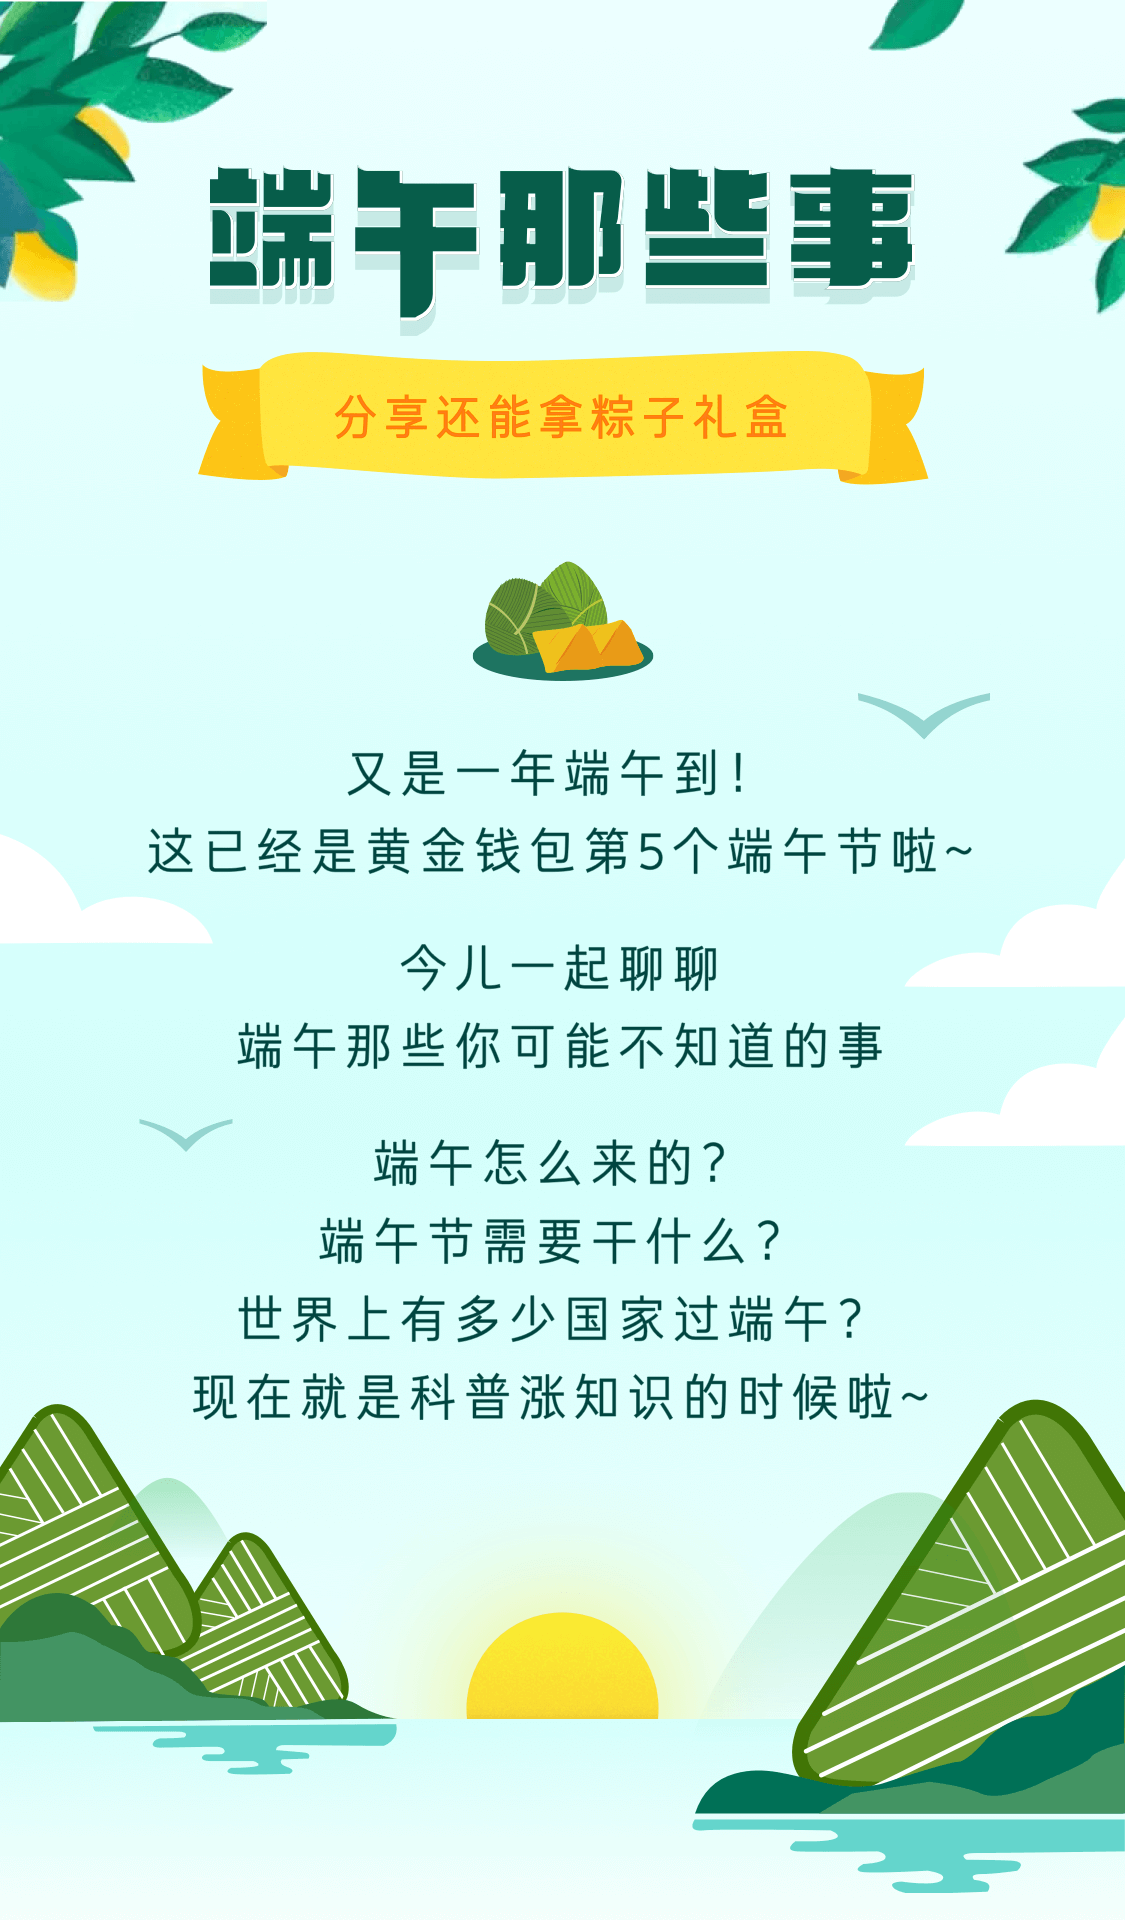 端午那些事
分享还能拿粽子礼盒
又是一年端午到！
这已经是黄金钱包第5个端午节啦~
今儿一起聊聊
端午那些你可能不知道的事
端午怎么来的？
端午节需要干什么？
世界上有多少国家过端午？
现在就是科普涨知识的时候啦~